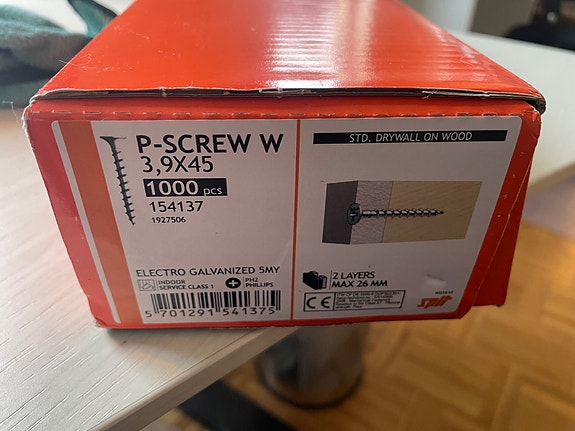 P-SCREW W
3,9X45
1000 pcs
154137
1927506
ELECTRO GALVANIZED 5MY
INDOOR
SERVICE CLASS 1
PH2
PHILLIPS
5 701291 541375
STD. DRYWALL ON WOOD
2 LAYERS
MAX 26 MM
CE
spit